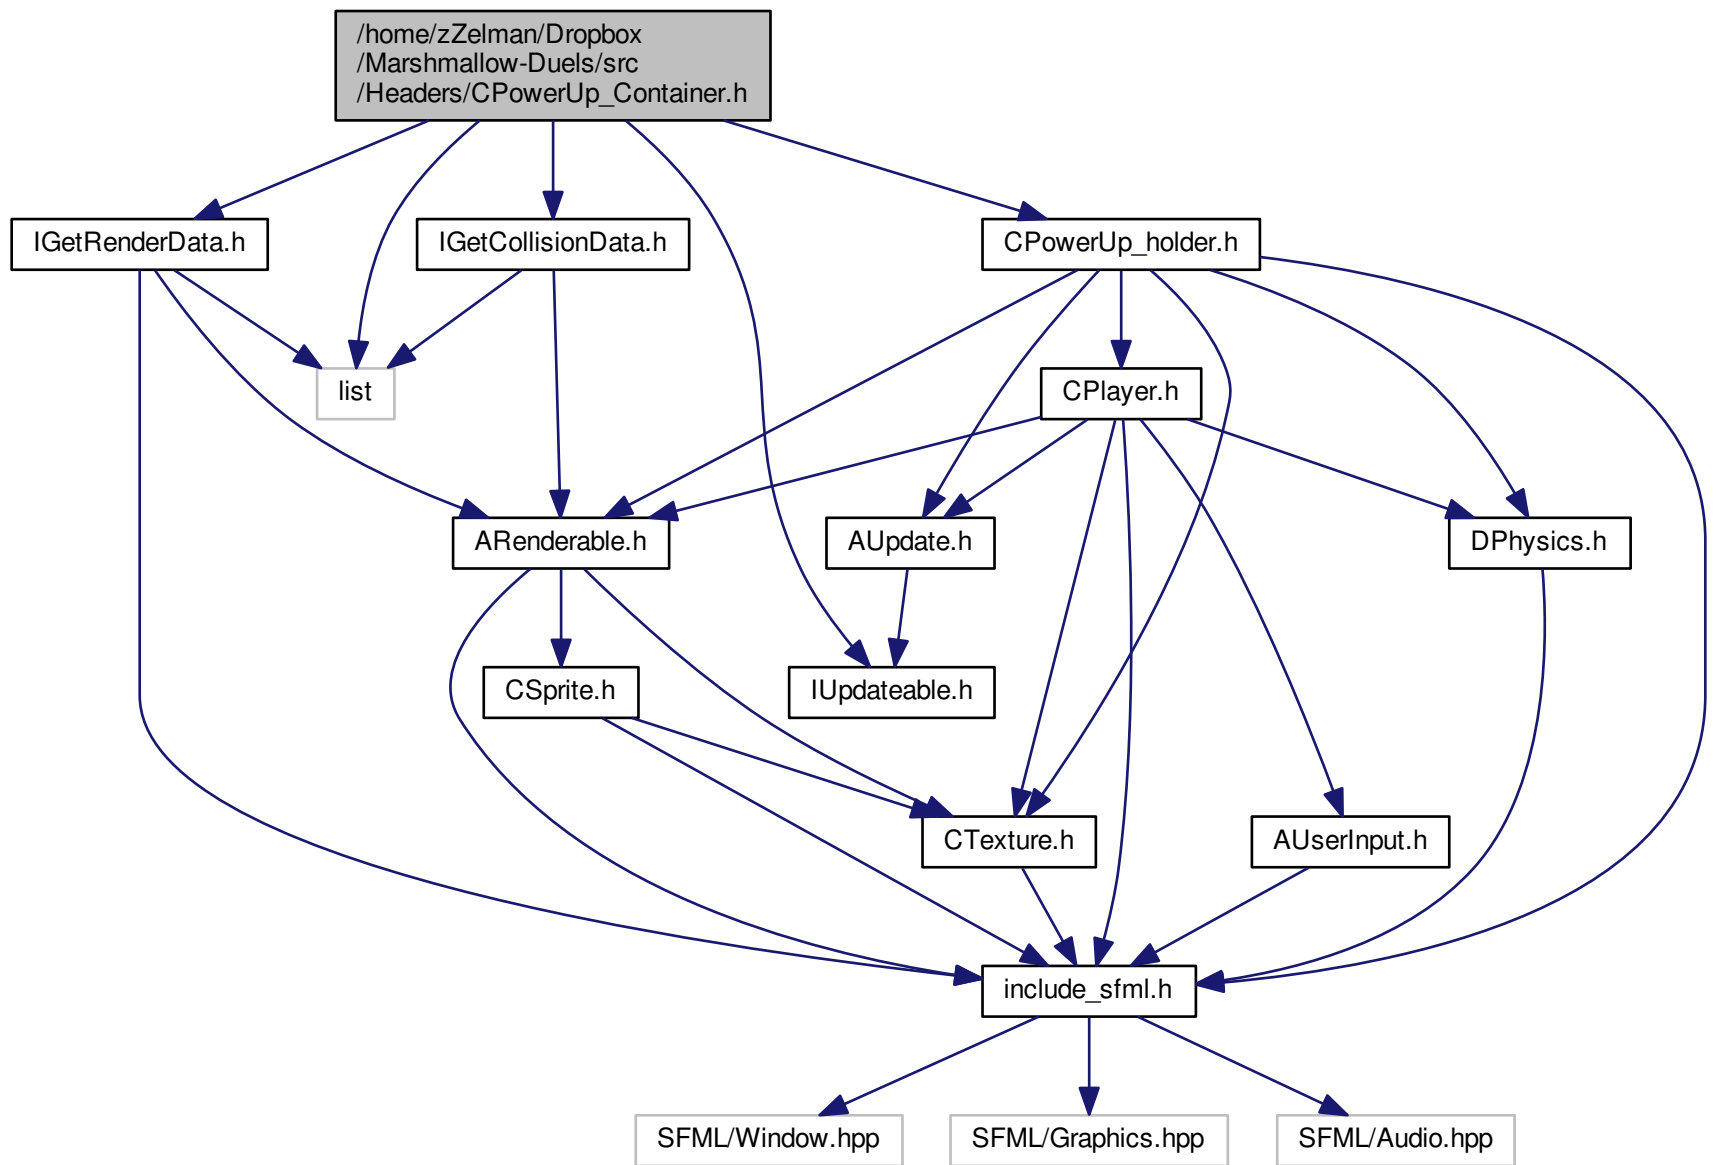 /home/zZelman/Dropbox
/Marshmallow-Duels/src
/Headers/CPowerUp_Container.h
IGetRenderData.h
IGetCollisionData.h
CPowerUp_holder.h
list
CPlayer.h
ARenderable.h
AUpdate.h
DPhysics.h
CSprite.h
IUpdateable.h
CTexture.h
AUserInput.h
include_sfml.h
SFML/Window.hpp
SFML/Graphics.hpp
SFML/Audio.hpp